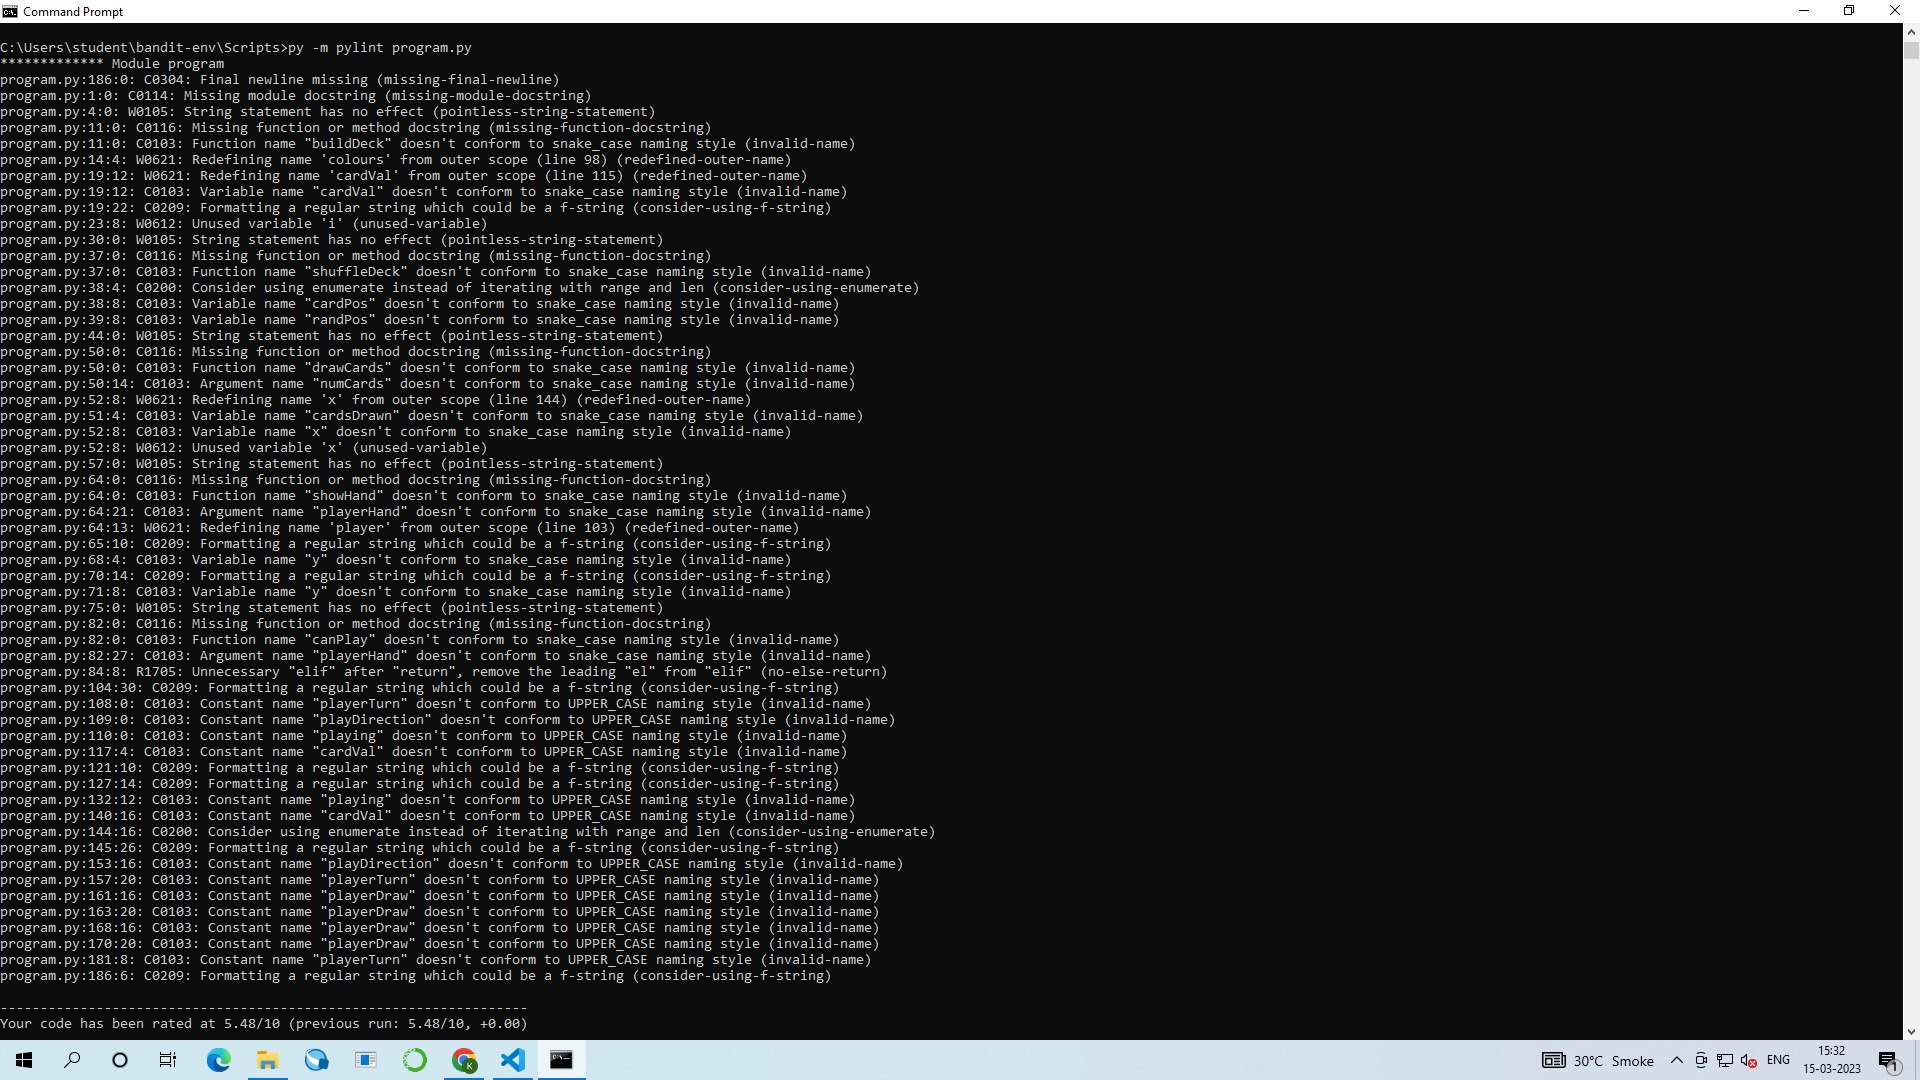 Command Prompt
C:\Users\student\bandit-env\Scripts>py -m pylint program.py
************* Module program
program.py:186:0: C0304: Final newline missing (missing-final-newline)
program.py:1:0: C0114: Missing module docstring (missing-module-docstring)
program.py:4:0: W0105: String statement has no effect (pointless-string-statement)
program.py:11:0: C0116: Missing function or method docstring (missing-function-docstring)
program.py:11:0: C0103: Function name "buildDeck" doesn't conform to snake_case naming style (invalid-name)
program.py:14:4: W0621: Redefining name 'colours' from outer scope (line 98) (redefined-outer-name)
program.py:19:12: W0621: Redefining name 'cardVal' from outer scope (line 115) (redefined-outer-name)
program.py:19:12: C0103: Variable name "cardVal" doesn't conform to snake_case naming style (invalid-name)
program.py:19:22: C0209: Formatting a regular string which could be a f-string (consider-using-f-string)
program.py:23:8: W0612: Unused variable 'i' (unused-variable)
program.py:30:0: W0105: String statement has no effect (pointless-string-statement)
program.py:37:0: C0116: Missing function or method docstring (missing-function-docstring)
program.py:37:0: C0103: Function name "shuffleDeck" doesn't conform to snake_case naming style (invalid-name)
program.py:38:4: C0200: Consider using enumerate instead of iterating with range and len (consider-using-enumerate)
program.py:38:8: C0103: Variable name "cardPos" doesn't conform to snake_case naming style (invalid-name)
program.py:39:8: C0103: Variable name "randPos" doesn't conform to snake_case naming style (invalid-name)
program.py:44:0: W0105: String statement has no effect (pointless-string-statement)
program.py:50:0: C0116: Missing function or method docstring (missing-function-docstring)
program.py:50:0: C0103: Function name "drawCards" doesn't conform to snake_case naming style (invalid-name)
program.py:50:14: C0103: Argument name "numCards" doesn't conform to snake_case naming style (invalid-name)
program.py:52:8: W0621: Redefining name 'x' from outer scope (line 144) (redefined-outer-name)
program.py:51:4: C0103: Variable name "cardsDrawn" doesn't conform to snake_case naming style (invalid-name)
program.py:52:8: C0103: Variable name "x" doesn't conform to snake_case naming style (invalid-name)
program.py:52:8: W0612: Unused variable 'x' (unused-variable)
program.py:57:0: W0105: String statement has no effect (pointless-string-statement)
program.py:64:0: C0116: Missing function or method docstring (missing-function-docstring)
program.py:64:0: C0103: Function name "showHand" doesn't conform to snake_case naming style (invalid-name)
program.py:64:21: C0103: Argument name "playerHand" doesn't conform to snake_case naming style (invalid-name)
program.py:64:13: W0621: Redefining name 'player' from outer scope (line 103) (redefined-outer-name)
program.py:65:10: C0209: Formatting a regular string which could be a f-string (consider-using-f-string)
program.py:68:4: C0103: Variable name "y" doesn't conform to snake_case naming style (invalid-name)
program.py:70:14: C0209: Formatting a regular string which could be a f-string (consider-using-f-string)
program.py:71:8: C0103: Variable name "y" doesn't conform to snake_case naming style (invalid-name)
program.py:75:0: W0105: String statement has no effect (pointless-string-statement)
program.py:82:0: C0116: Missing function or method docstring (missing-function-docstring)
program.py:82:0: C0103: Function name "canPlay" doesn't conform to snake_case naming style (invalid-name)
program.py:82:27: C0103: Argument name "playerHand" doesn't conform to snake_case naming style (invalid-name)
program.py:84:8: R1705: Unnecessary "elif" after "return", remove the leading "el" from "elif" (no-else-return)
program.py:104:30: C0209: Formatting a regular string which could be a f-string (consider-using-f-string)
program.py:108:0: C0103: Constant name "playerTurn" doesn't conform to UPPER_CASE naming style (invalid-name)
program.py:109:0: C0103: Constant name "playDirection" doesn't conform to UPPER_CASE naming style (invalid-name)
program.py:110:0: C0103: Constant name "playing" doesn't conform to UPPER_CASE naming style (invalid-name)
program.py:117:4: C0103: Constant name "cardVal" doesn't conform to UPPER_CASE naming style (invalid-name)
program.py:121:10: C0209: Formatting a regular string which could be a f-string (consider-using-f-string)
program.py:127:14: C0209: Formatting a regular string which could be a f-string (consider-using-f-string)
program.py:132:12: C0103: Constant name "playing" doesn't conform to UPPER_CASE naming style (invalid-name)
program.py:140:16: C0103: Constant name "cardVal" doesn't conform to UPPER_CASE naming style (invalid-name)
program.py:144:16: C0200: Consider using enumerate instead of iterating with range and len (consider-using-enumerate)
program.py:145:26: C0209: Formatting a regular string which could be a f-string (consider-using-f-string)
program.py:153:16: C0103: Constant name "playDirection" doesn't conform to UPPER_CASE naming style (invalid-name)
program.py:157:20: C0103: Constant name "playerTurn" doesn't conform to UPPER_CASE naming style (invalid-name)
program.py:161:16: C0103: Constant name "playerDraw" doesn't conform to UPPER_CASE naming style (invalid-name)
program.py:163:20: C0103: Constant name "playerDraw" doesn't conform to UPPER_CASE naming style (invalid-name)
program.py:168:16: C0103: Constant name "playerDraw" doesn't conform to UPPER_CASE naming style (invalid-name)
program.py:170:20: C0103: Constant name "playerDraw" doesn't conform to UPPER_CASE naming style (invalid-name)
program.py:181:8: C0103: Constant name "playerTurn" doesn't conform to UPPER_CASE naming style (invalid-name)
program.py:186:6: C0209: Formatting a regular string which could be a f-string (consider-using-f-string)
------------------------------------------------------------------
Your code has been rated at 5.48/10 (previous run: 5.48/10, +0.00)
30°C Smoke ENG 15:32
15-03-2023
1